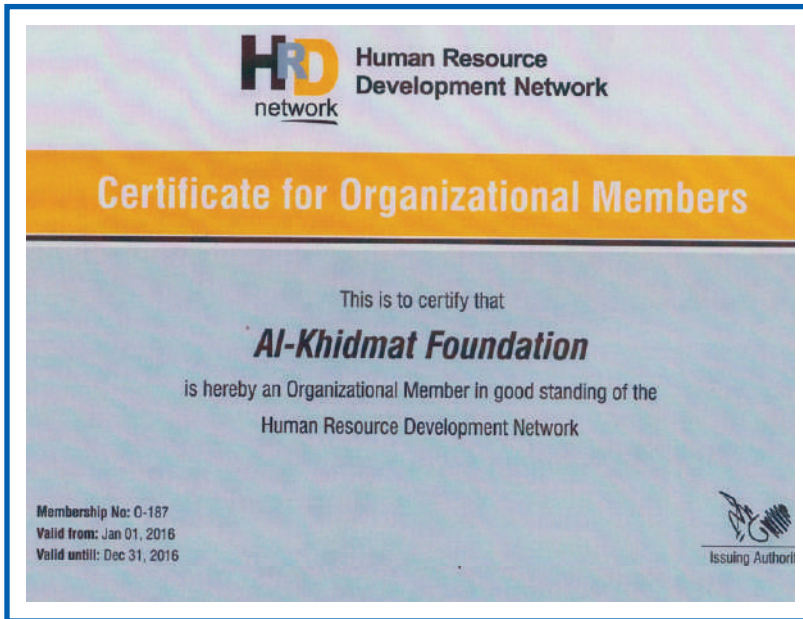 HRD
network
Human Resource
Development Network
Certificate for Organizational Members
This is to certify that
Al-Khidmat Foundation
is hereby an Organizational Member in good standing of the
Human Resource Development Network
Membership No: O-187
Valid from: Jan 01, 2016
Valid untill: Dec 31, 2016
Issuing Authorit